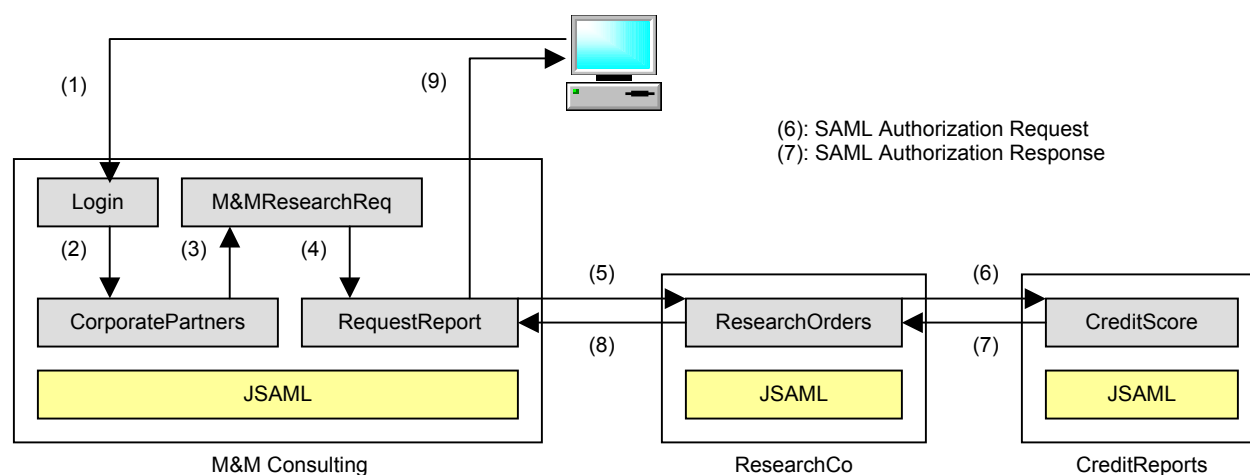 (1)
(9)
(6): SAML Authorization Request
(7): SAML Authorization Response
Login
M&MResearchReq
(2)
(3)
(4)
(5)
(6)
CorporatePartners
RequestReport
ResearchOrders
CreditScore
(8)
(7)
JSAML
JSAML
JSAML
M&M Consulting
ResearchCo
CreditReports